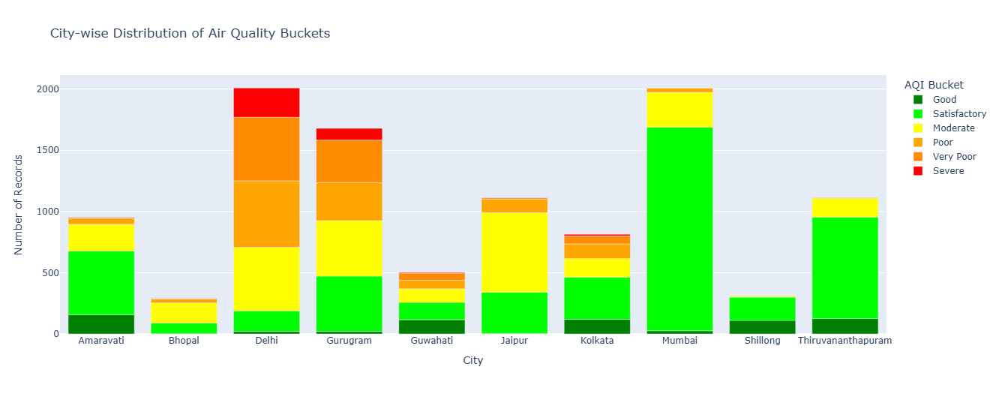 City-wise Distribution of Air Quality Buckets
AQI Bucket
Good
Satisfactory
Moderate
Poor
Very Poor
Severe
Number of Records
2000
1500
1000
500
0
Amaravati Bhopal Delhi Gurugram Guwahati Jaipur Kolkata Mumbai Shillong Thiruvananthapuram
City